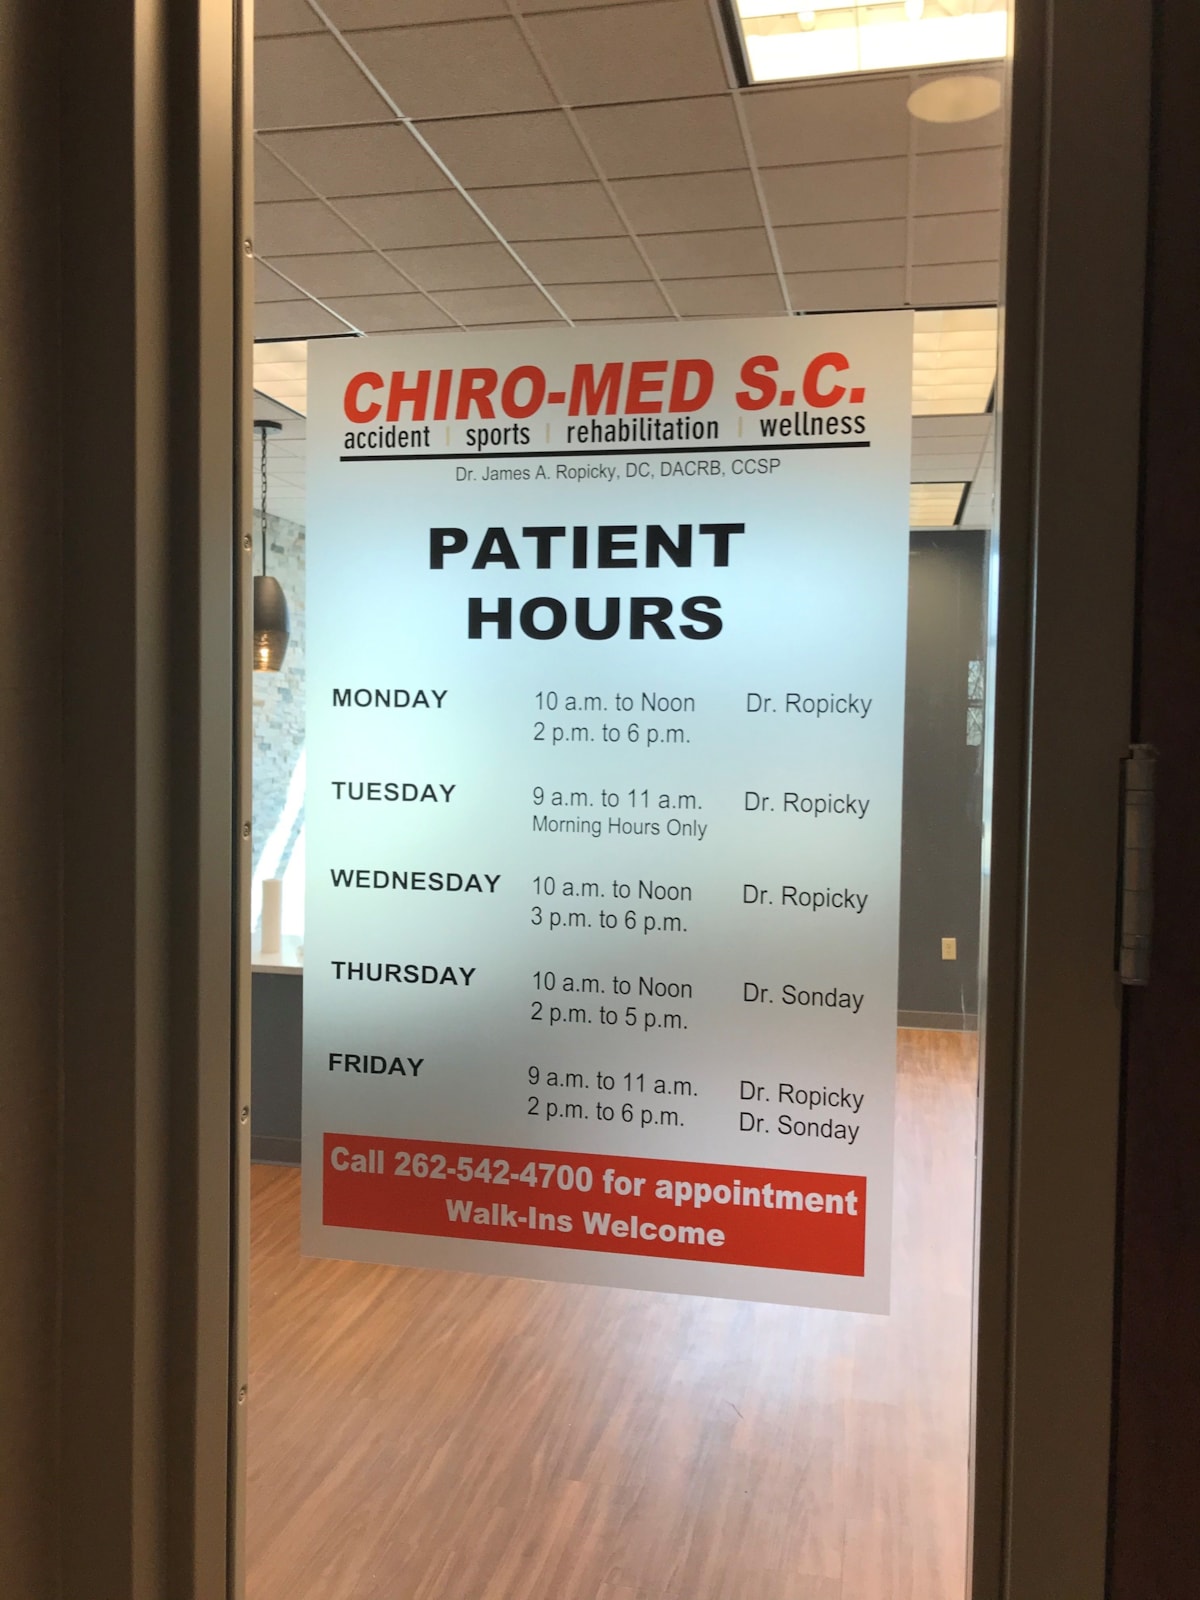 CHIRO-MED S.C.
accident | sports | rehabilitation | wellness
Dr. James A. Ropicky, DC, DACRB, CCSP
PATIENT
HOURS
MONDAY 10 a.m. to Noon Dr. Ropicky
2 p.m. to 6 p.m.
TUESDAY 9 a.m. to 11 a.m. Dr. Ropicky
Morning Hours Only
WEDNESDAY 10 a.m. to Noon Dr. Ropicky
3 p.m. to 6 p.m.
THURSDAY 10 a.m. to Noon Dr. Sonday
2 p.m. to 5 p.m.
FRIDAY 9 a.m. to 11 a.m. Dr. Ropicky
2 p.m. to 6 p.m. Dr. Sonday
Call 262-542-4700 for appointment
Walk-Ins Welcome